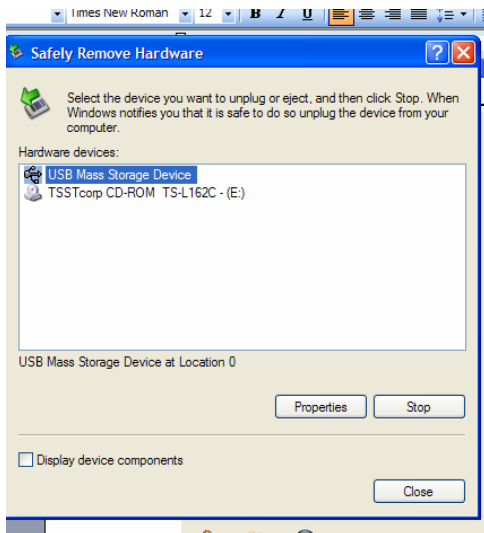 Times New Roman 12 B I U
Safely Remove Hardware
Select the device you want to unplug or eject, and then click Stop. When
Windows notifies you that it is safe to do so unplug the device from your
computer.
Hardware devices:
USB Mass Storage Device
TSSTcorp CD-ROM TS-L162C - (E:)
USB Mass Storage Device at Location 0
Properties Stop
Display device components
Close